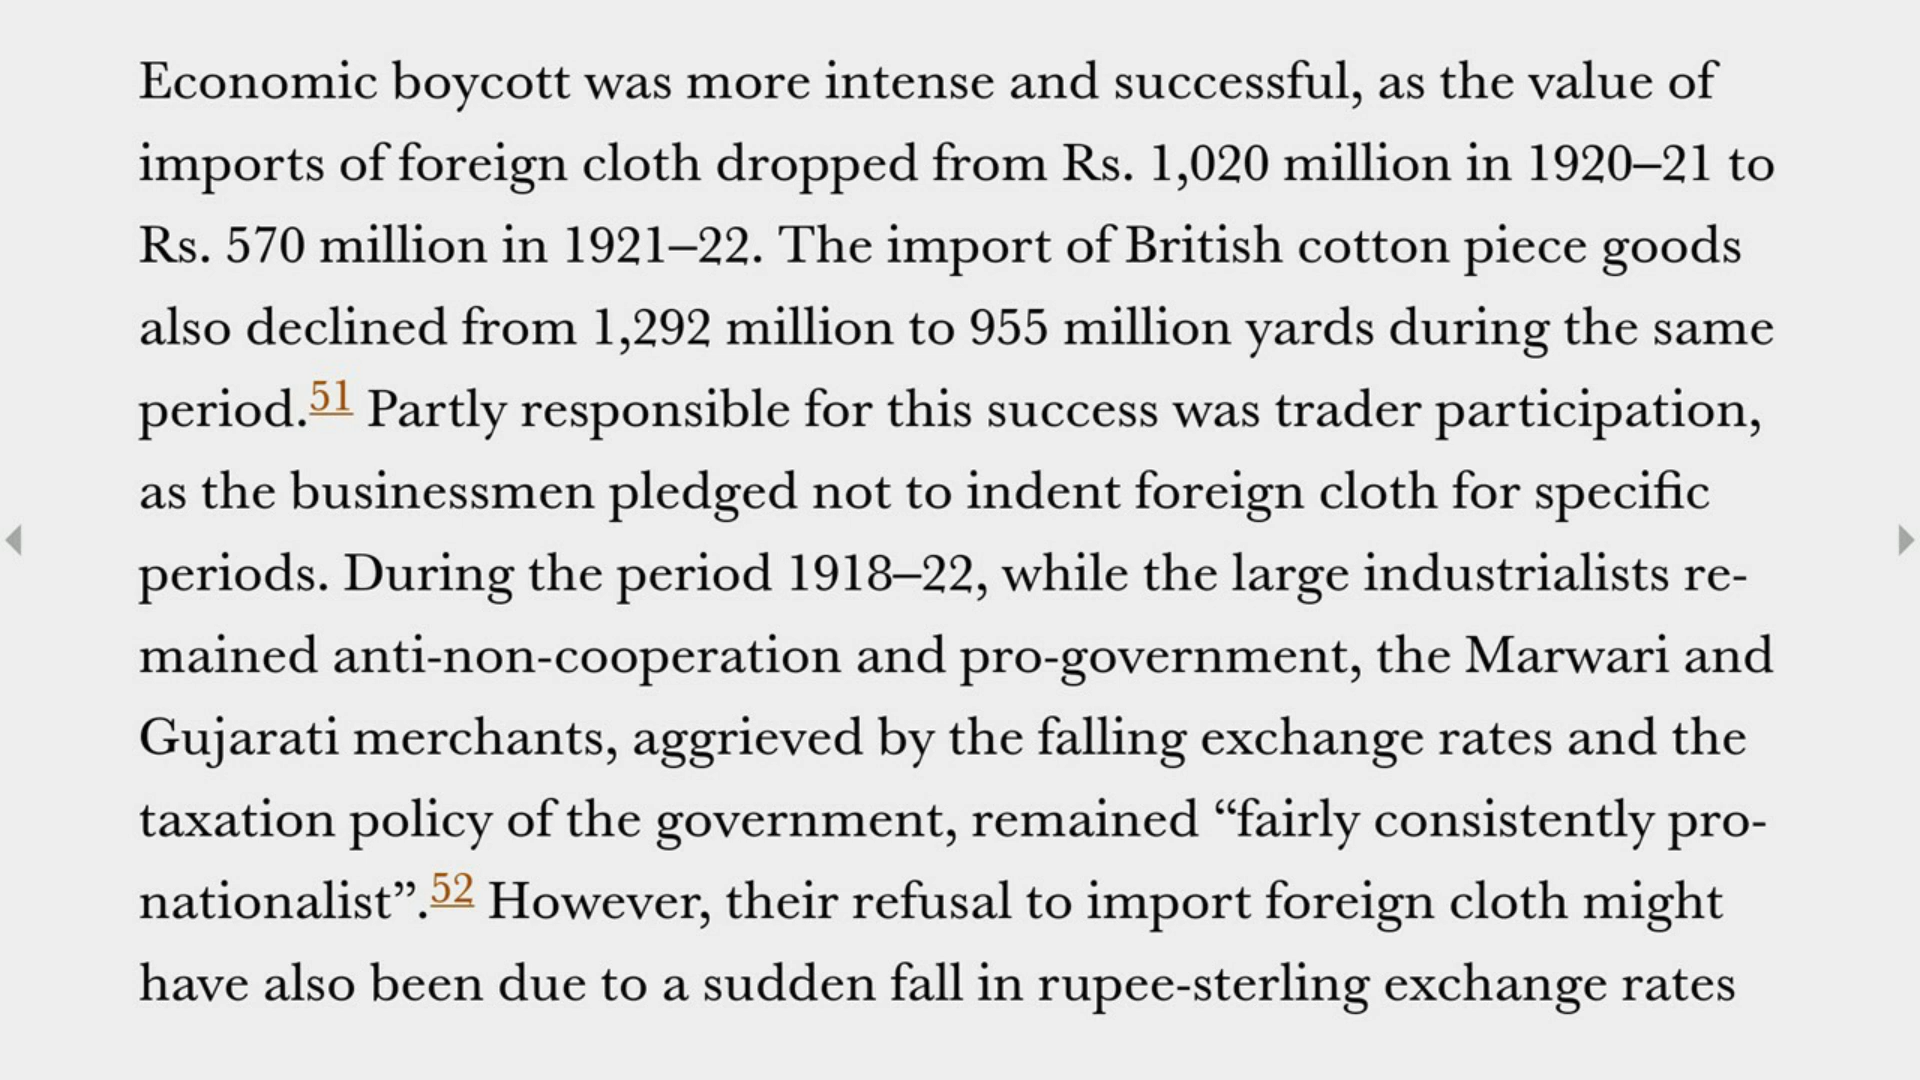 Economic boycott was more intense and successful, as the value of
imports of foreign cloth dropped from Rs. 1,020 million in 1920–21 to
Rs. 570 million in 1921–22. The import of British cotton piece goods
also declined from 1,292 million to 955 million yards during the same
period.51 Partly responsible for this success was trader participation,
as the businessmen pledged not to indent foreign cloth for specific
periods. During the period 1918–22, while the large industrialists re-
mained anti-non-cooperation and pro-government, the Marwari and
Gujarati merchants, aggrieved by the falling exchange rates and the
taxation policy of the government, remained “fairly consistently pro-
nationalist”.52 However, their refusal to import foreign cloth might
have also been due to a sudden fall in rupee-sterling exchange rates